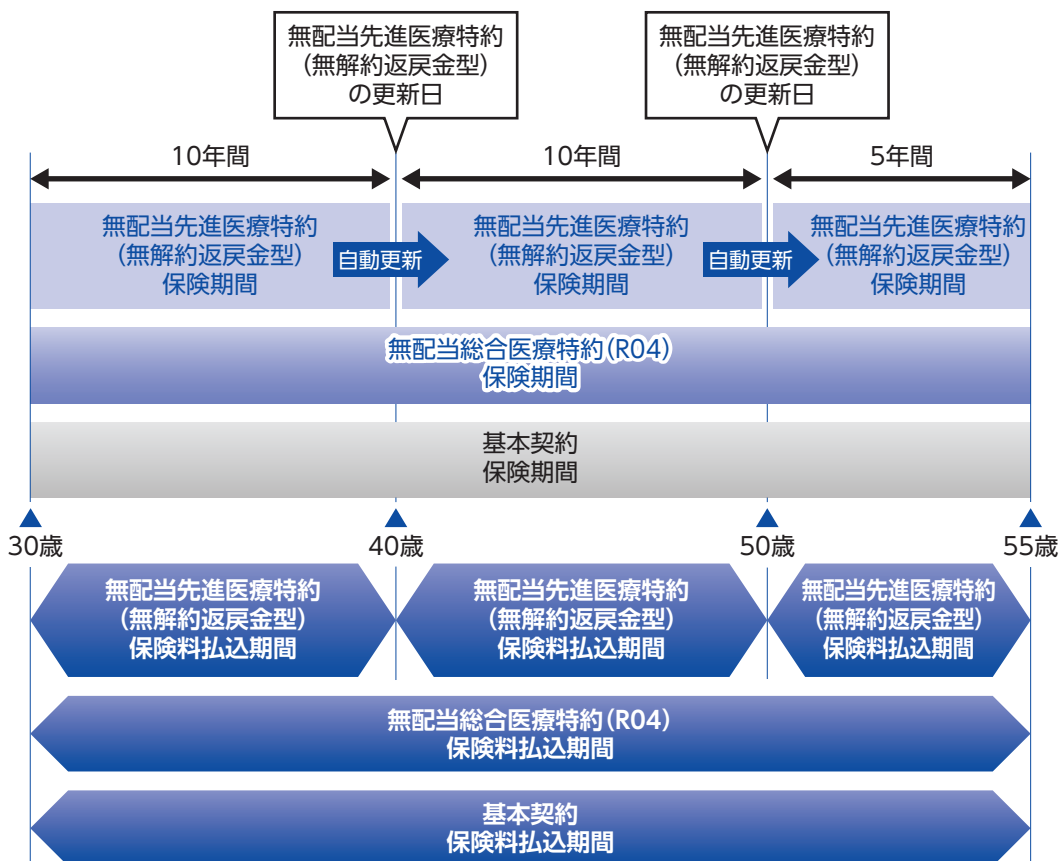 無配当先進医療特約
(無解約返戻金型)
の更新日
無配当先進医療特約
(無解約返戻金型)
の更新日
10年間
10年間
5年間
無配当先進医療特約
(無解約返戻金型)
保険期間
自動更新
無配当先進医療特約
(無解約返戻金型)
保険期間
自動更新
無配当先進医療特約
(無解約返戻金型)
保険期間
無配当総合医療特約(R04)
保険期間
基本契約
保険期間
30歳
40歳
50歳
55歳
無配当先進医療特約
(無解約返戻金型)
保険料払込期間
無配当先進医療特約
(無解約返戻金型)
保険料払込期間
無配当先進医療特約
(無解約返戻金型)
保険料払込期間
無配当総合医療特約(R04)
保険料払込期間
基本契約
保険料払込期間